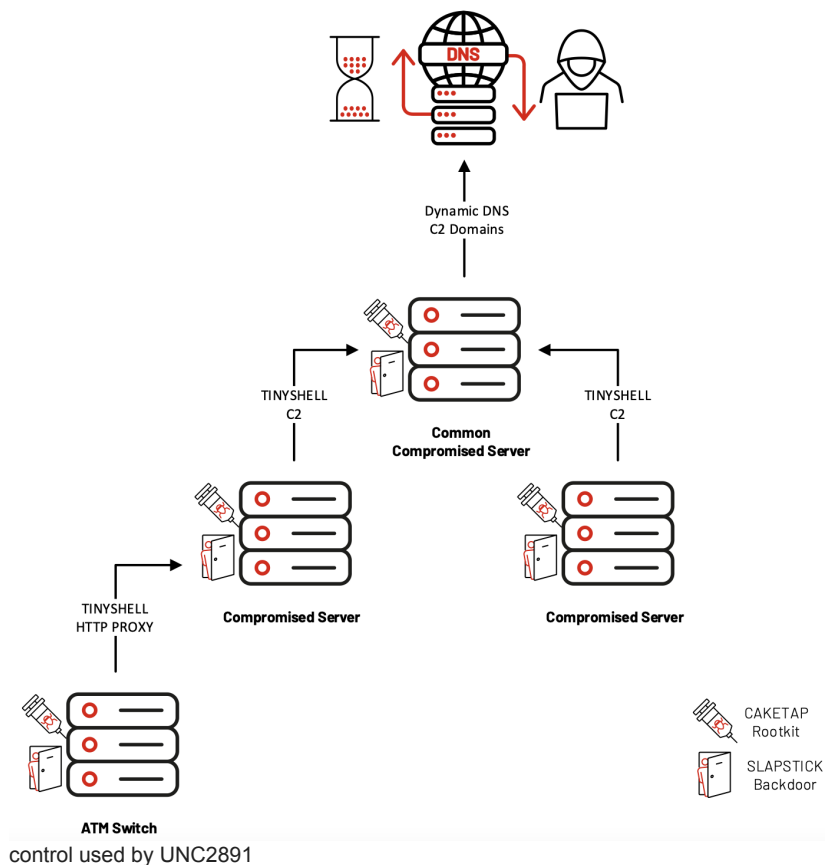 DNS
Dynamic DNS
C2 Domains
TINYSHELL
C2
TINYSHELL
C2
Common
Compromised Server
Compromised Server
Compromised Server
TINYSHELL
HTTP PROXY
CAKETAP
Rootkit
SLAPSTICK
Backdoor
ATM Switch
control used by UNC2891